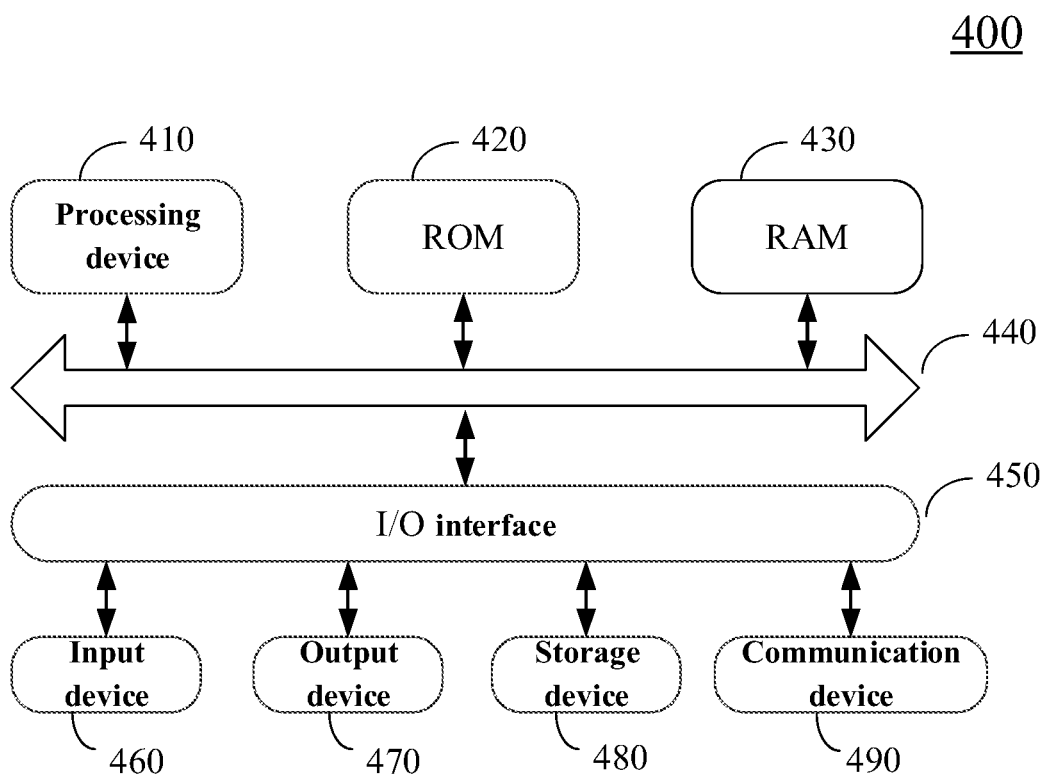 400
410
420
430
Processing
device
ROM
RAM
440
450
I/O interface
Input
device
Output
device
Storage
device
Communication
device
460
470
480
490